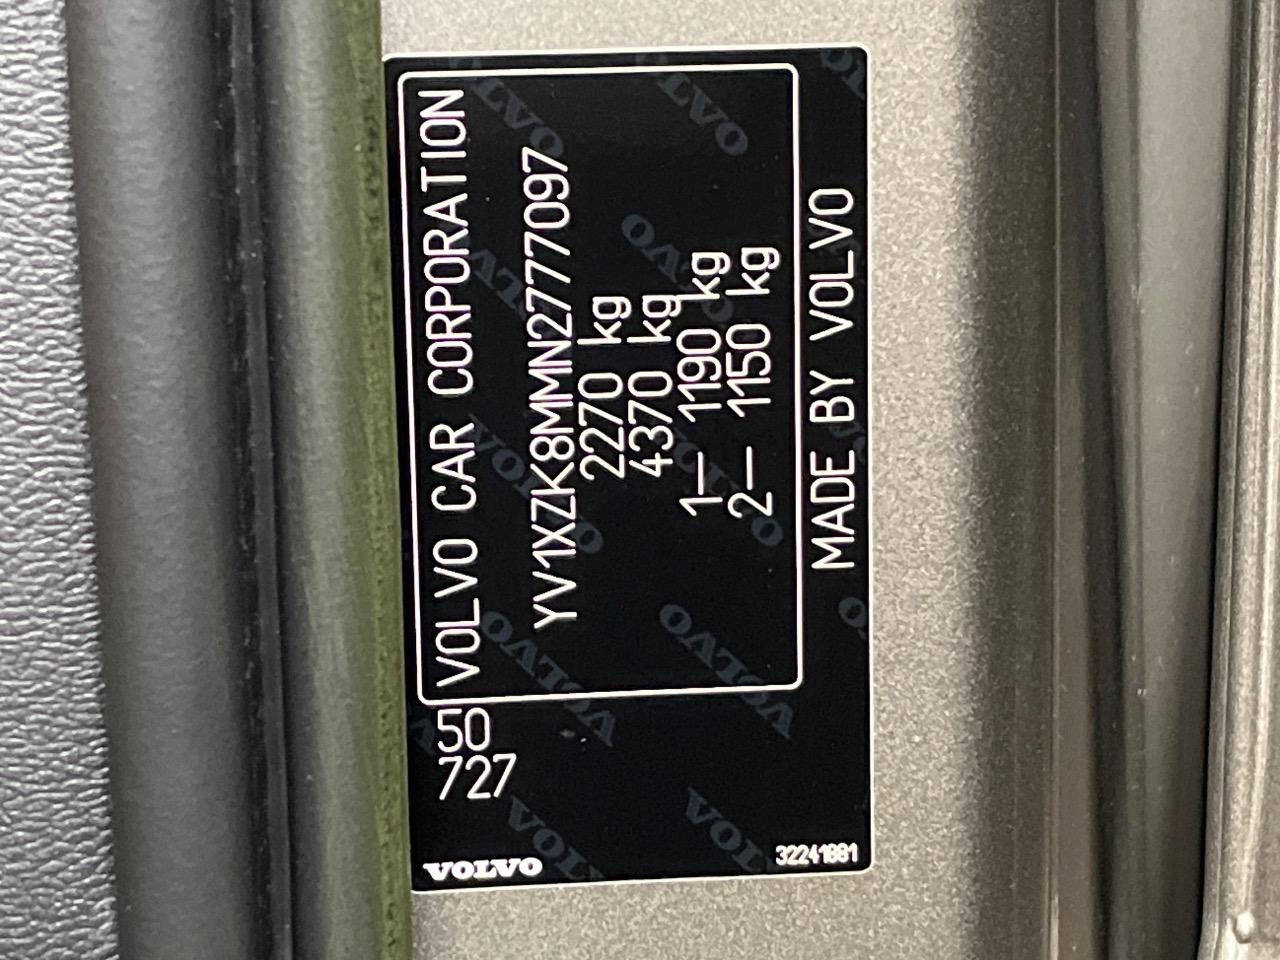 VOLVO CAR CORPORATION
YV1XZK8MMN2777097
2270 kg
4370 kg
1– 1190 kg
2– 1150 kg
MADE BY VOLVO
50
727
VOLVO
32241881